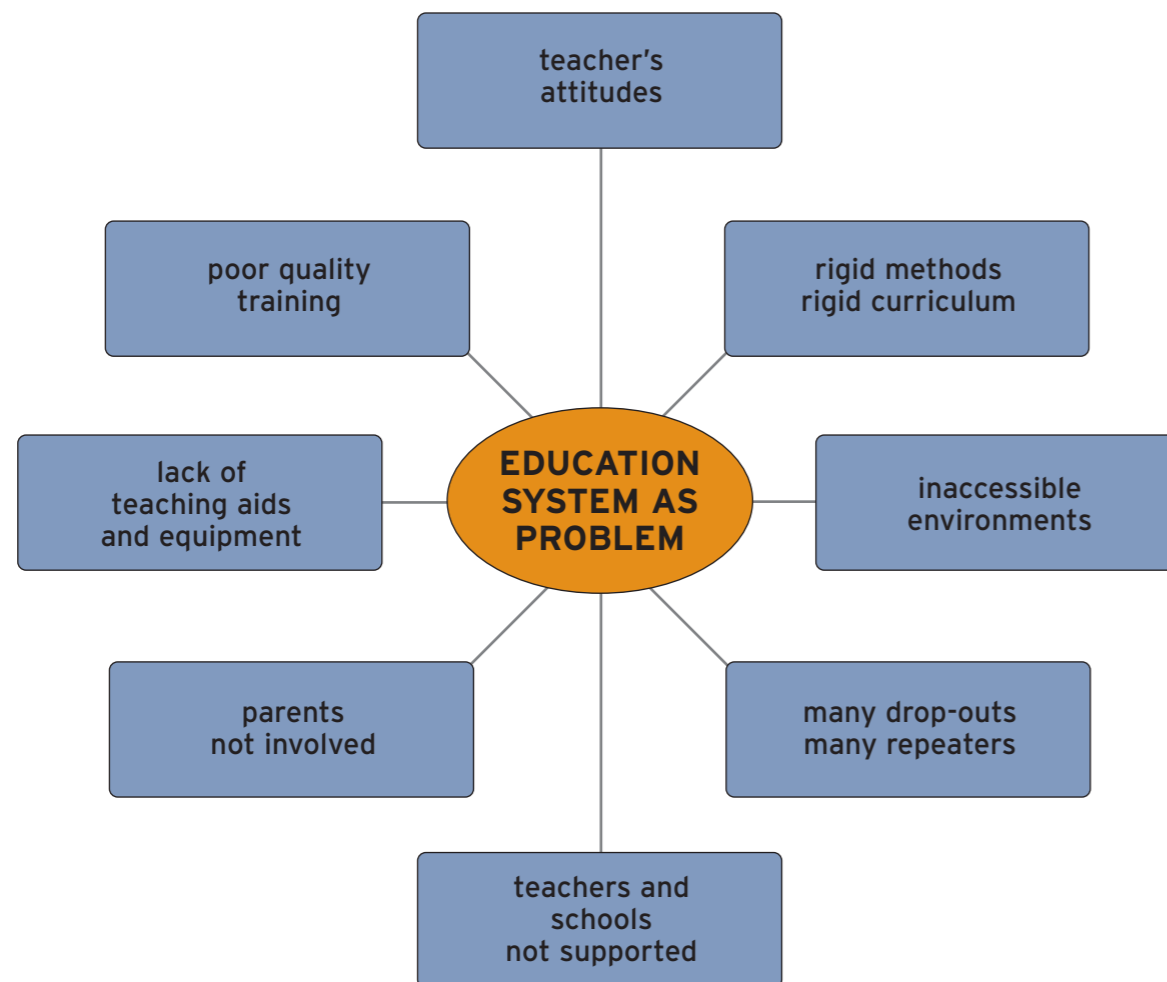 teacher's
attitudes
poor quality
training
rigid methods
rigid curriculum
lack of
teaching aids
and equipment
EDUCATION
SYSTEM AS
PROBLEM
inaccessible
environments
parents
not involved
many drop-outs
many repeaters
teachers and
schools
not supported